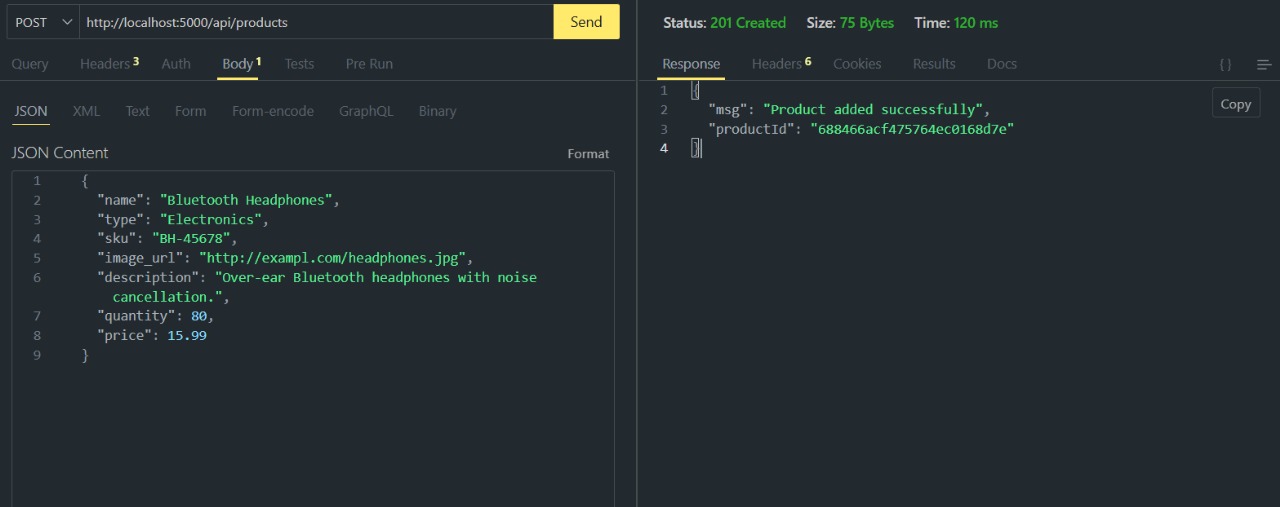 POST http://localhost:5000/api/products Send
Query Headers 3 Auth Body 1 Tests Pre Run
JSON XML Text Form Form-encode GraphQL Binary
JSON Content Format
1 {
2 "name": "Bluetooth Headphones",
3 "type": "Electronics",
4 "sku": "BH-45678",
5 "image_url": "http://exampl.com/headphones.jpg",
6 "description": "Over-ear Bluetooth headphones with noise
cancellation.",
7 "quantity": 80,
8 "price": 15.99
9 }
Status: 201 Created Size: 75 Bytes Time: 120 ms
Response Headers 6 Cookies Results Docs { }
Copy
1 {
2 "msg": "Product added successfully",
3 "productId": "688466acf475764ec0168d7e"
4 }